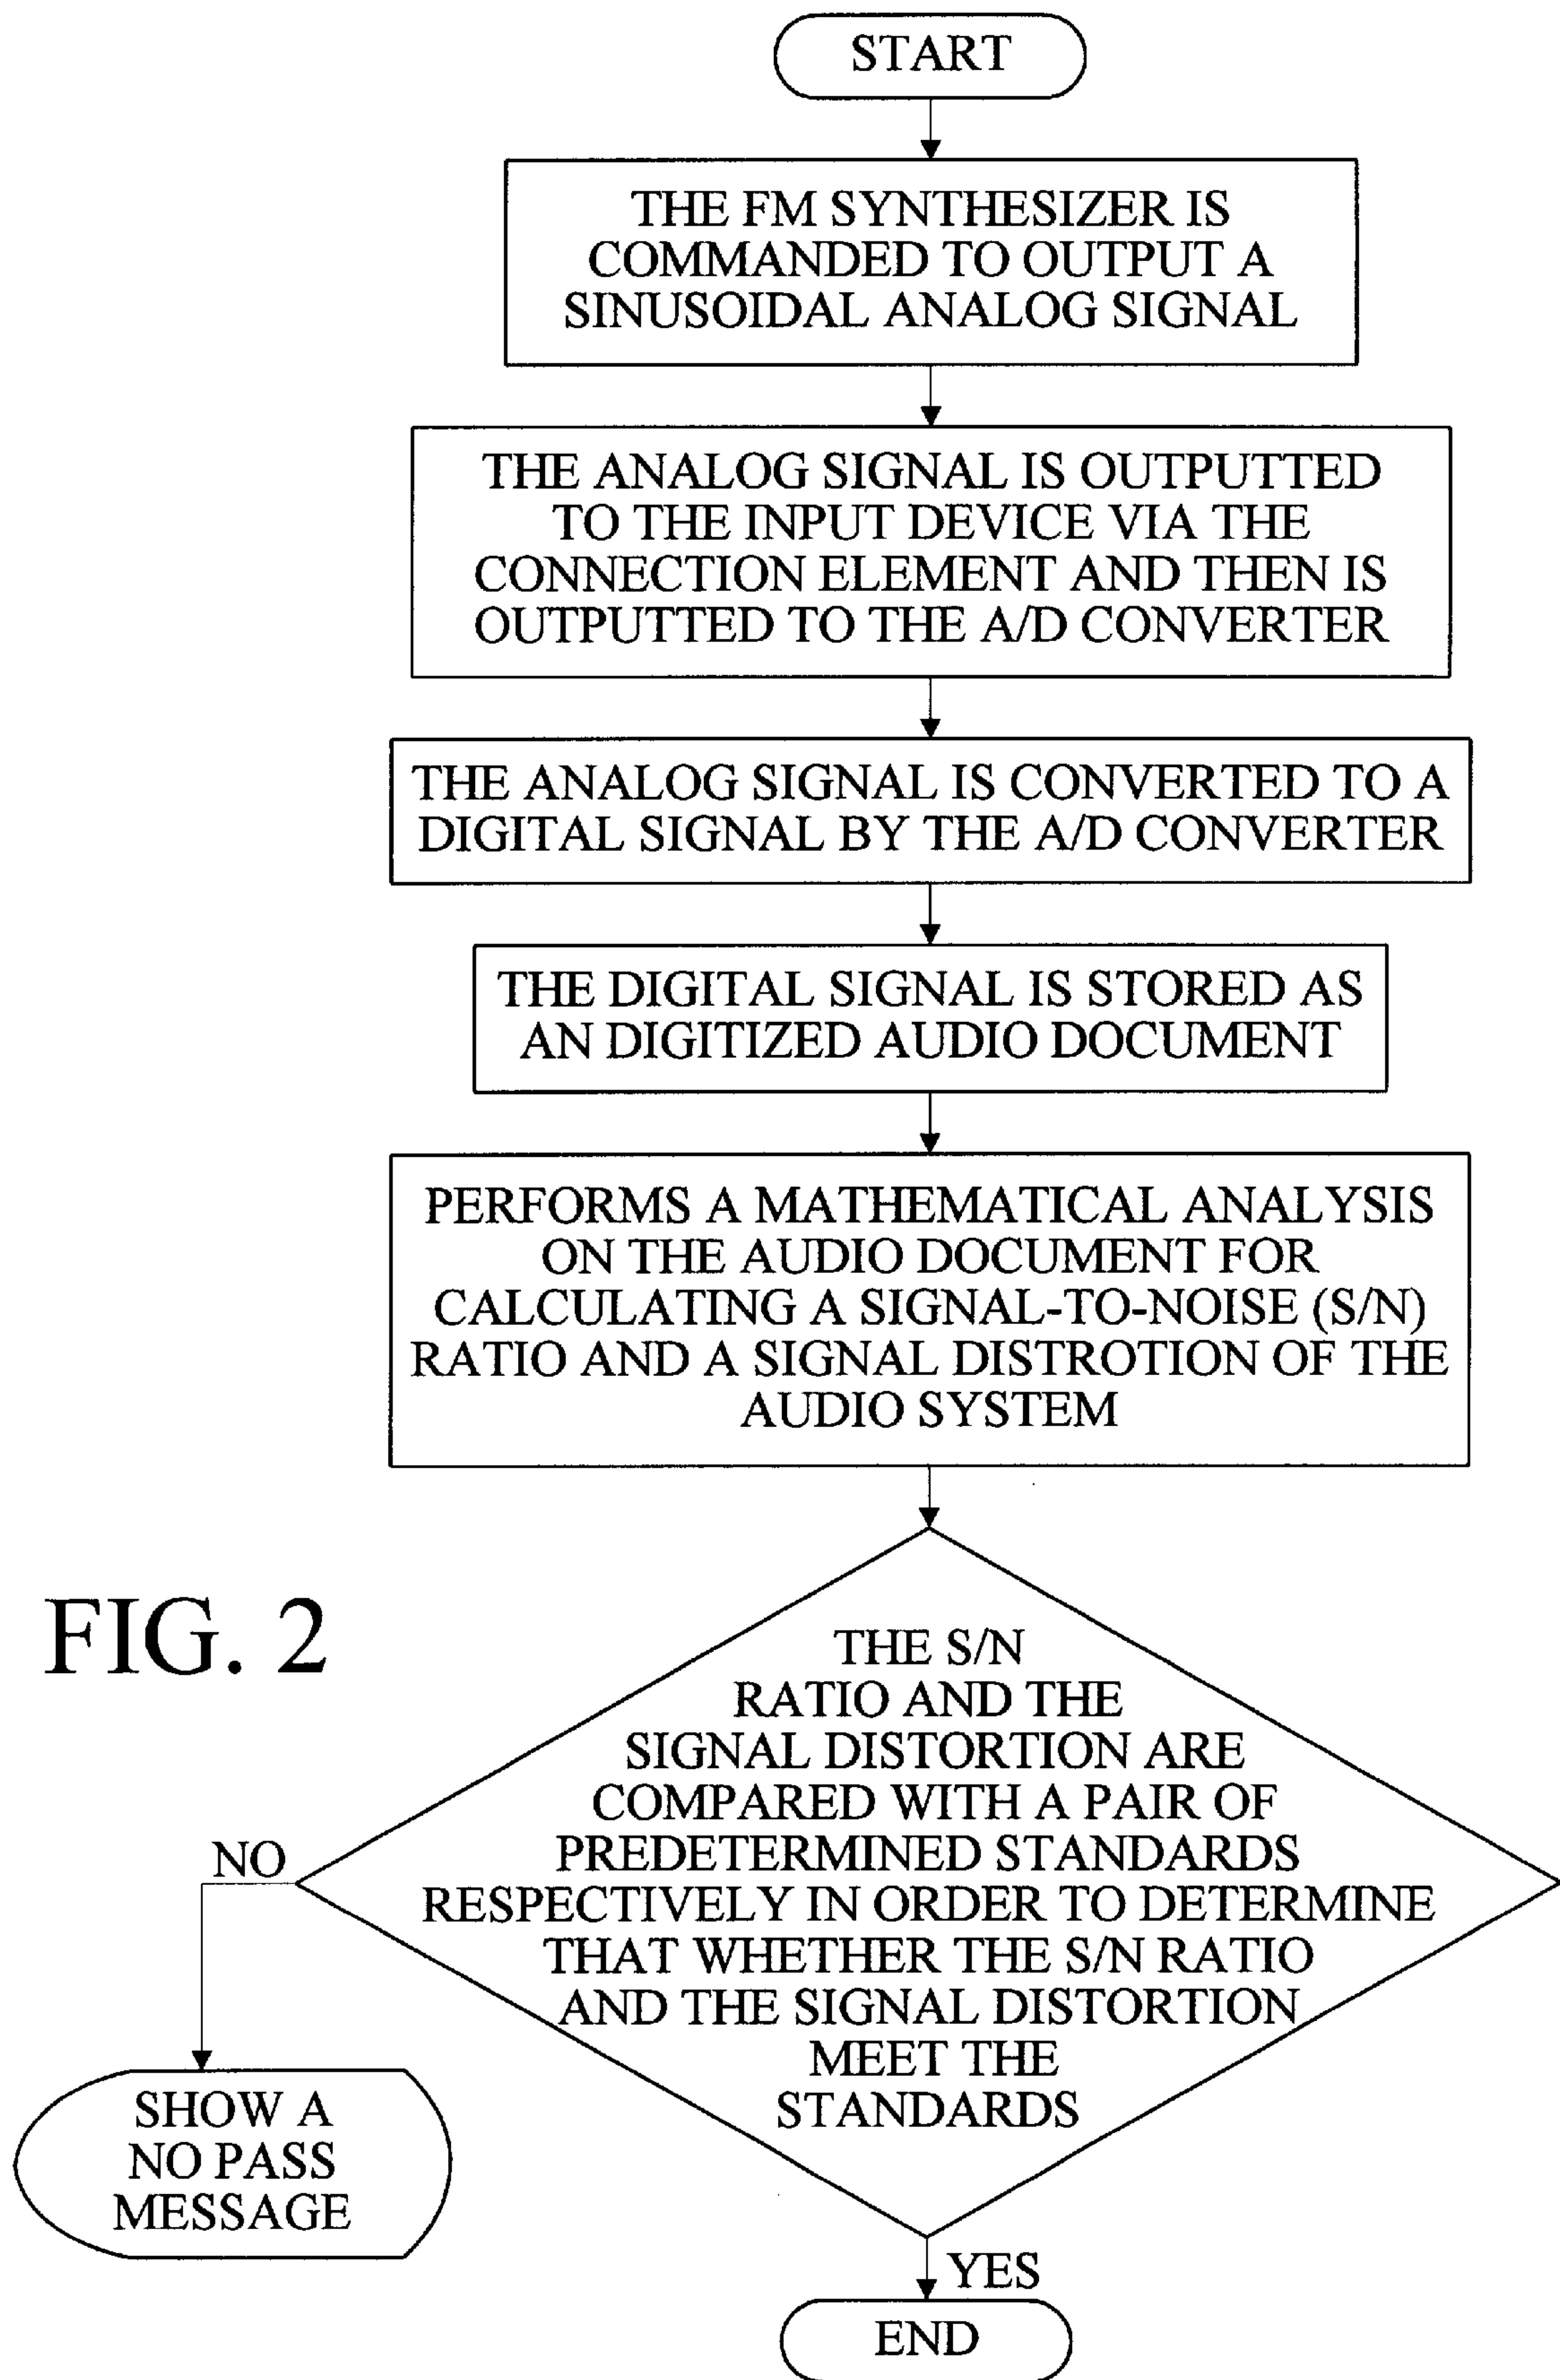 START
THE FM SYNTHESIZER IS
COMMANDED TO OUTPUT A
SINUSOIDAL ANALOG SIGNAL
THE ANALOG SIGNAL IS OUTPUTTED
TO THE INPUT DEVICE VIA THE
CONNECTION ELEMENT AND THEN IS
OUTPUTTED TO THE A/D CONVERTER
THE ANALOG SIGNAL IS CONVERTED TO A
DIGITAL SIGNAL BY THE A/D CONVERTER
THE DIGITAL SIGNAL IS STORED AS
AN DIGITIZED AUDIO DOCUMENT
PERFORMS A MATHEMATICAL ANALYSIS
ON THE AUDIO DOCUMENT FOR
CALCULATING A SIGNAL-TO-NOISE (S/N)
RATIO AND A SIGNAL DISTROTION OF THE
AUDIO SYSTEM
FIG. 2
THE S/N
RATIO AND THE
SIGNAL DISTORTION ARE
COMPARED WITH A PAIR OF
PREDETERMINED STANDARDS
RESPECTIVELY IN ORDER TO DETERMINE
THAT WHETHER THE S/N RATIO
AND THE SIGNAL DISTORTION
MEET THE
STANDARDS
NO
SHOW A
NO PASS
MESSAGE
YES
END